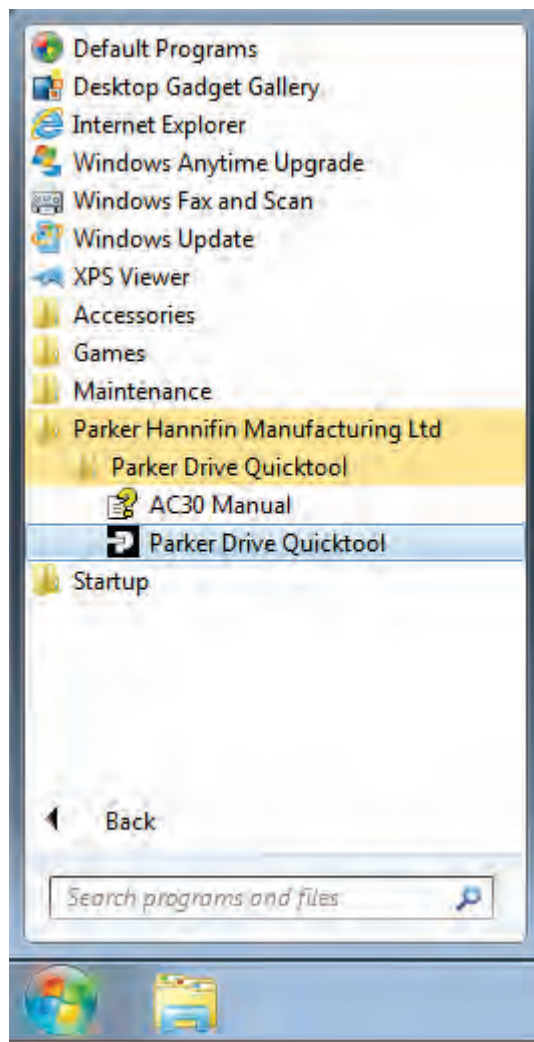 Default Programs
Desktop Gadget Gallery
Internet Explorer
Windows Anytime Upgrade
Windows Fax and Scan
Windows Update
XPS Viewer
Accessories
Games
Maintenance
Parker Hannifin Manufacturing Ltd
Parker Drive Quicktool
AC30 Manual
Parker Drive Quicktool
Startup
Back
Search programs and files